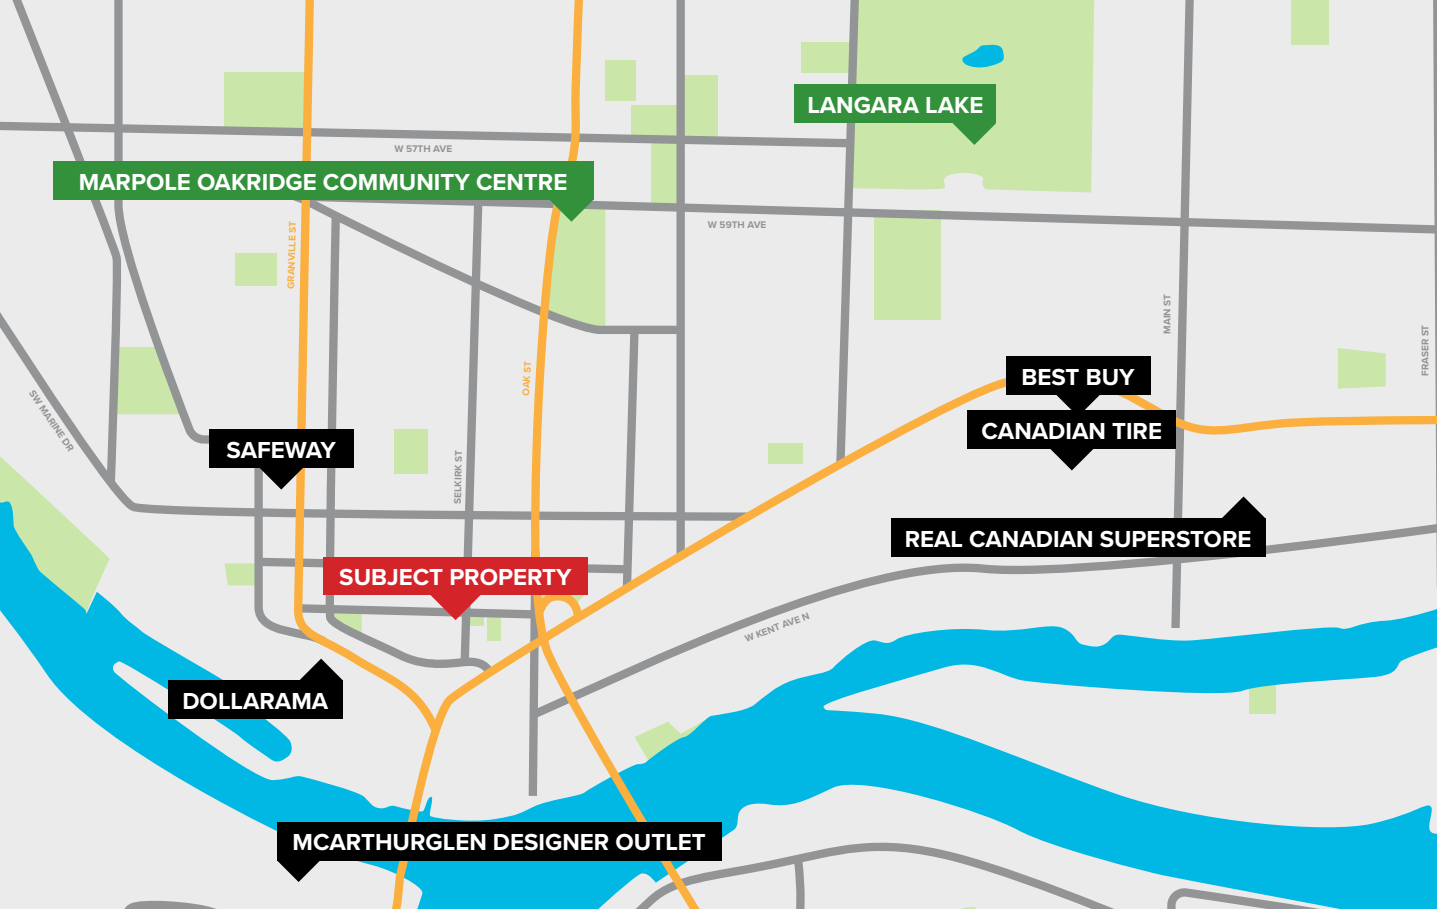 LANGARA LAKE
W 57TH AVE
MARPOLE OAKRIDGE COMMUNITY CENTRE
W 59TH AVE
GRANVILLE ST
MAIN ST
FRASER ST
OAK ST
BEST BUY
SW MARINE DR
CANADIAN TIRE
SAFEWAY
SELKIRK ST
REAL CANADIAN SUPERSTORE
SUBJECT PROPERTY
W KENT AVE N
DOLLARAMA
MCARTHURGLEN DESIGNER OUTLET